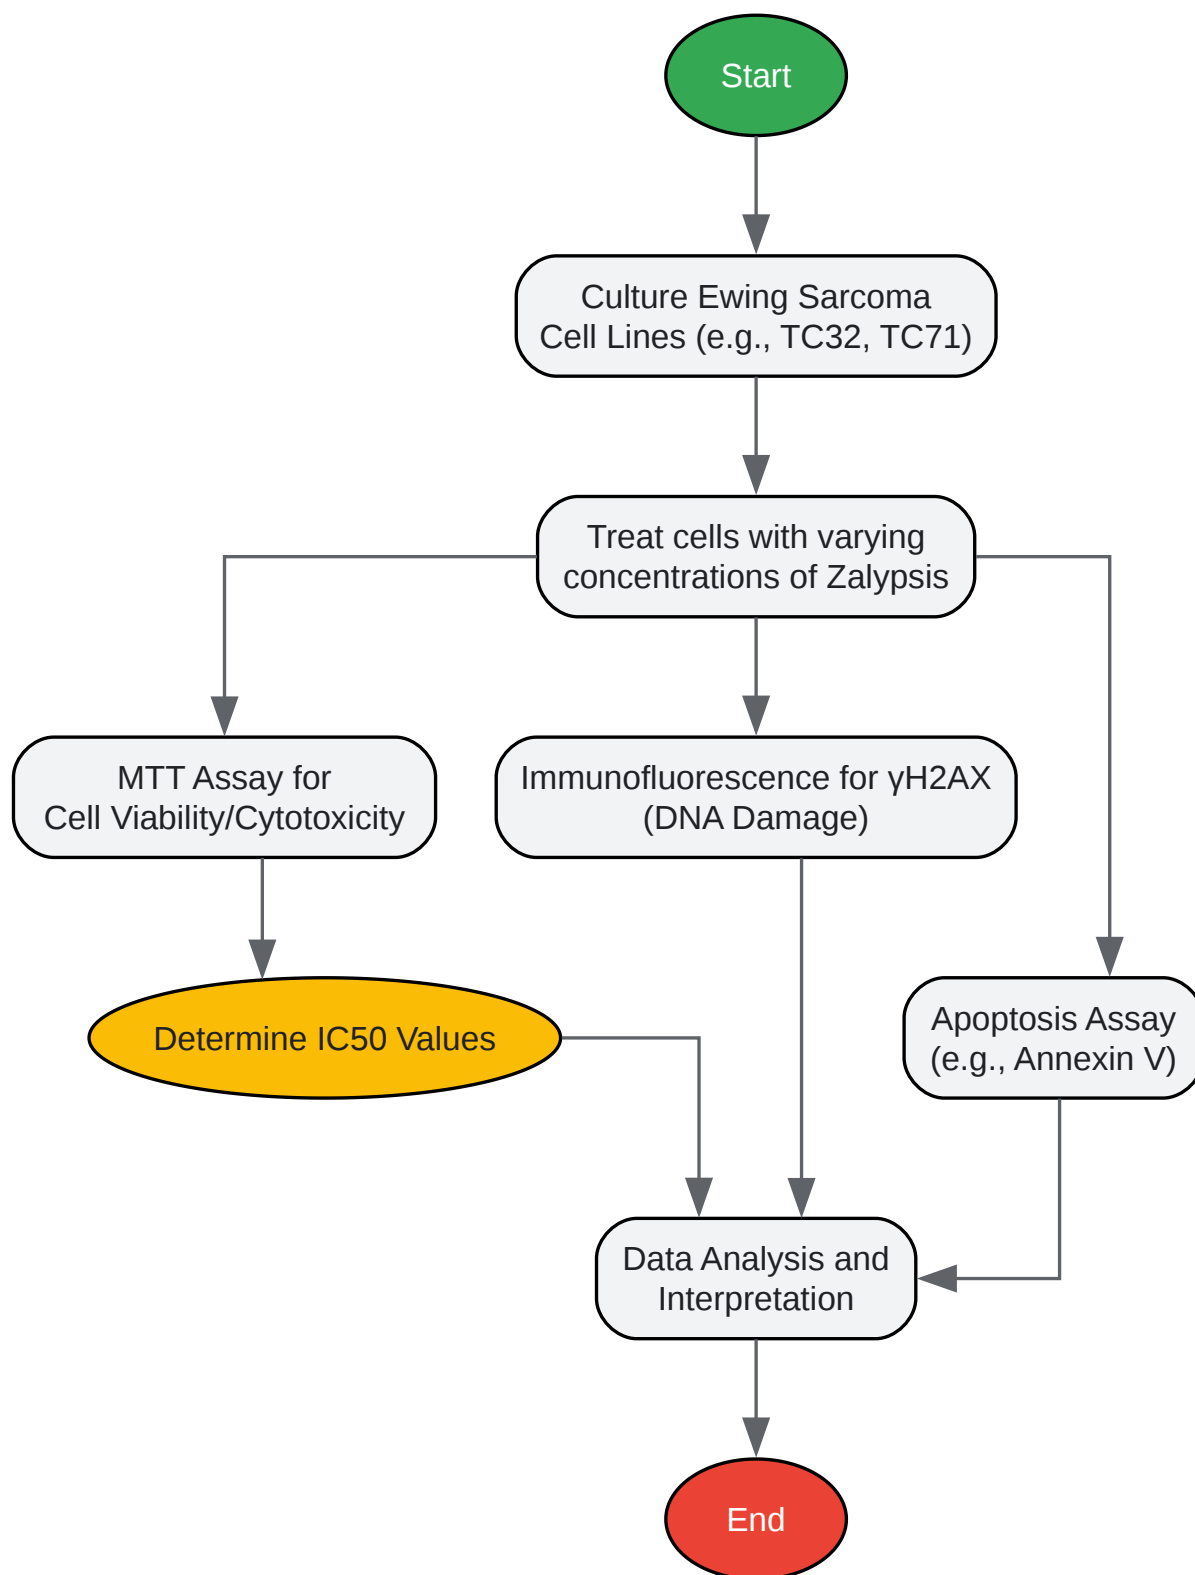 Start
Culture Ewing Sarcoma
Cell Lines (e.g., TC32, TC71)
Treat cells with varying
concentrations of Zalypsis
MTT Assay for
Cell Viability/Cytotoxicity
Immunofluorescence for γH2AX
(DNA Damage)
Determine IC50 Values
Apoptosis Assay
(e.g., Annexin V)
Data Analysis and
Interpretation
End